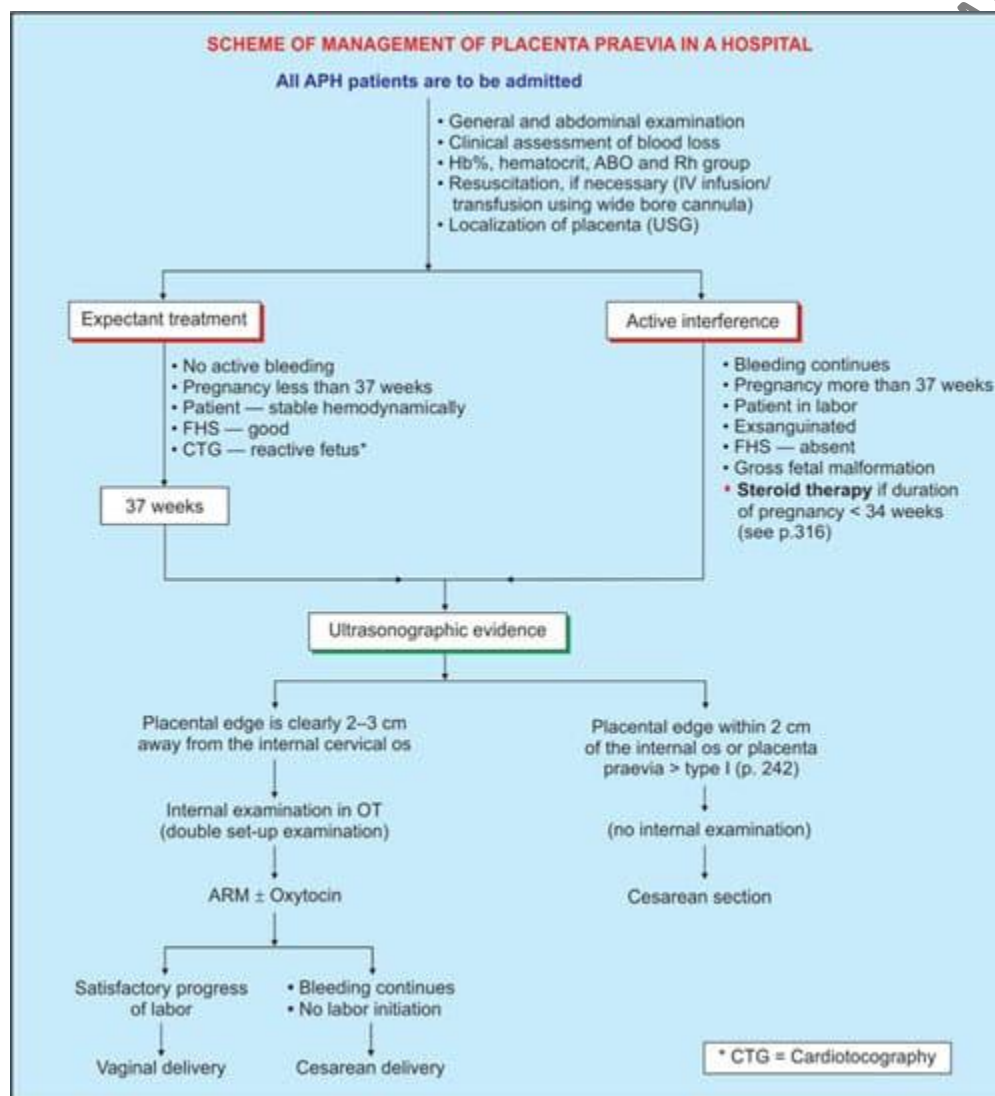 SCHEME OF MANAGEMENT OF PLACENTA PRAEVIA IN A HOSPITAL
All APH patients are to be admitted
• General and abdominal examination
• Clinical assessment of blood loss
• Hb%, hematocrit, ABO and Rh group
• Resuscitation, if necessary (IV infusion/
transfusion using wide bore cannula)
• Localization of placenta (USG)
Expectant treatment
• No active bleeding
• Pregnancy less than 37 weeks
• Patient — stable hemodynamically
• FHS — good
• CTG — reactive fetus*
37 weeks
Active interference
• Bleeding continues
• Pregnancy more than 37 weeks
• Patient in labor
• Exsanguinated
• FHS — absent
• Gross fetal malformation
• Steroid therapy if duration
of pregnancy < 34 weeks
(see p.316)
Ultrasonographic evidence
Placental edge is clearly 2–3 cm
away from the internal cervical os
Internal examination in OT
(double set-up examination)
ARM ± Oxytocin
Satisfactory progress
of labor
Vaginal delivery
• Bleeding continues
• No labor initiation
Cesarean delivery
Placental edge within 2 cm
of the internal os or placenta
praevia > type I (p. 242)
(no internal examination)
Cesarean section
* CTG = Cardiotocography